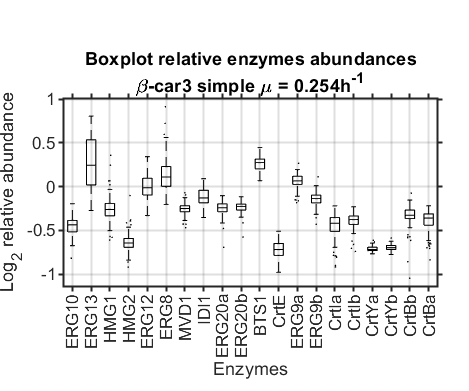 Boxplot relative enzymes abundances
β-car3 simple μ = 0.254h-1
Log2 relative abundance
1
0.5
0
-0.5
-1
ERG10
ERG13
HMG1
HMG2
ERG12
ERG8
MVD1
IDI1
ERG20a
ERG20b
BTS1
CrtE
ERG9a
ERG9b
CrtIa
CrtIb
CrtYa
CrtYb
CrtBb
CrtBa
Enzymes